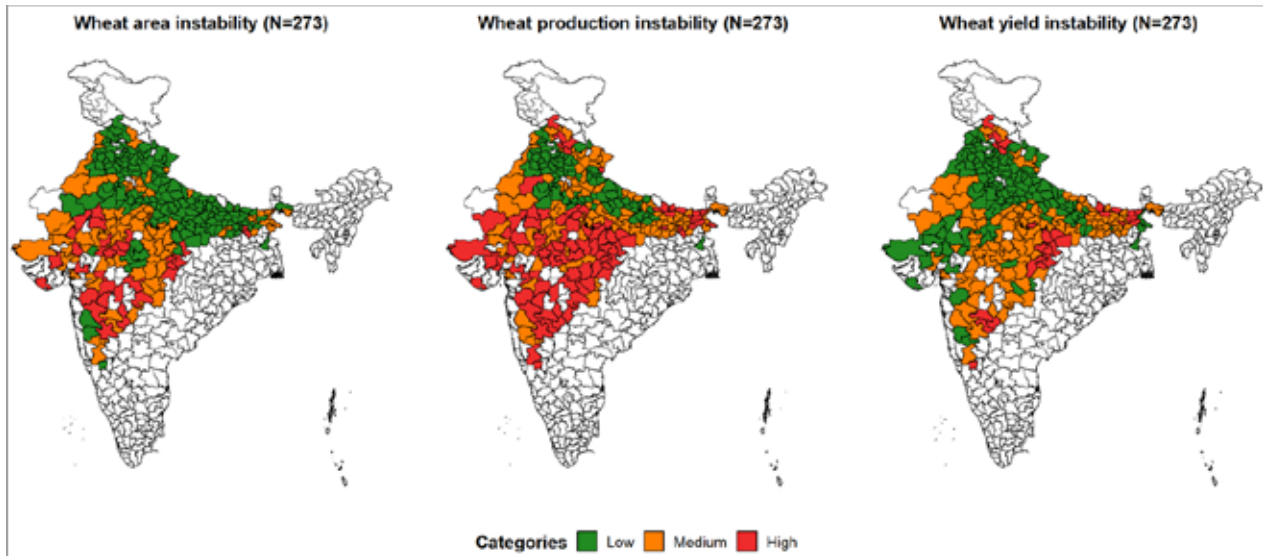 Wheat area instability (N=273)
Wheat production instability (N=273)
Wheat yield instability (N=273)
Categories Low Medium High